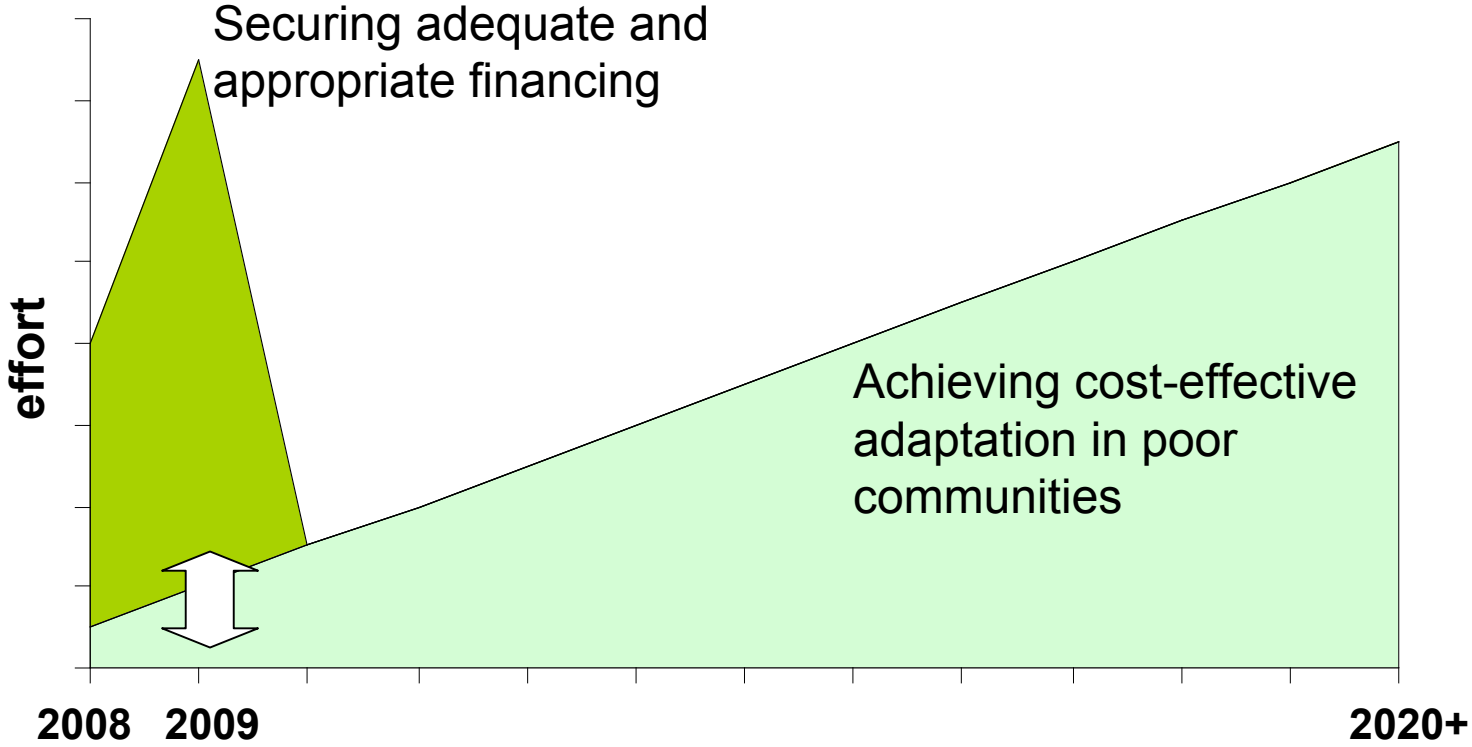 Securing adequate and
appropriate financing
effort
Achieving cost-effective
adaptation in poor
communities
2008 2009 2020+